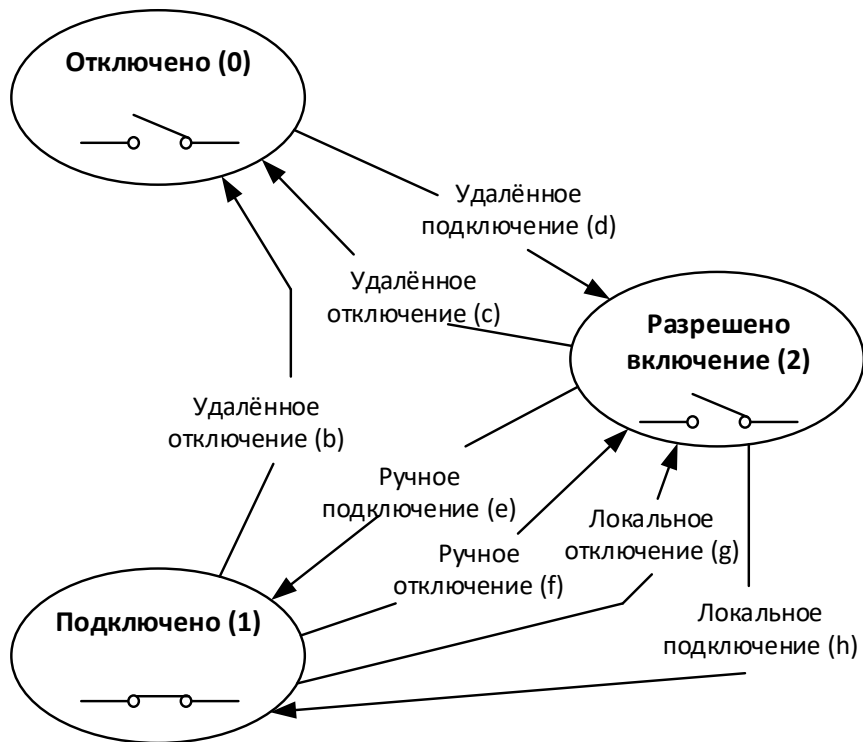 Отключено (0)
Удалённое
подключение (d)
Удалённое
отключение (c)
Разрешено
включение (2)
Удалённое
отключение (b)
Ручное
подключение (e)
Локальное
отключение (g)
Ручное
отключение (f)
Подключено (1)
Локальное
подключение (h)